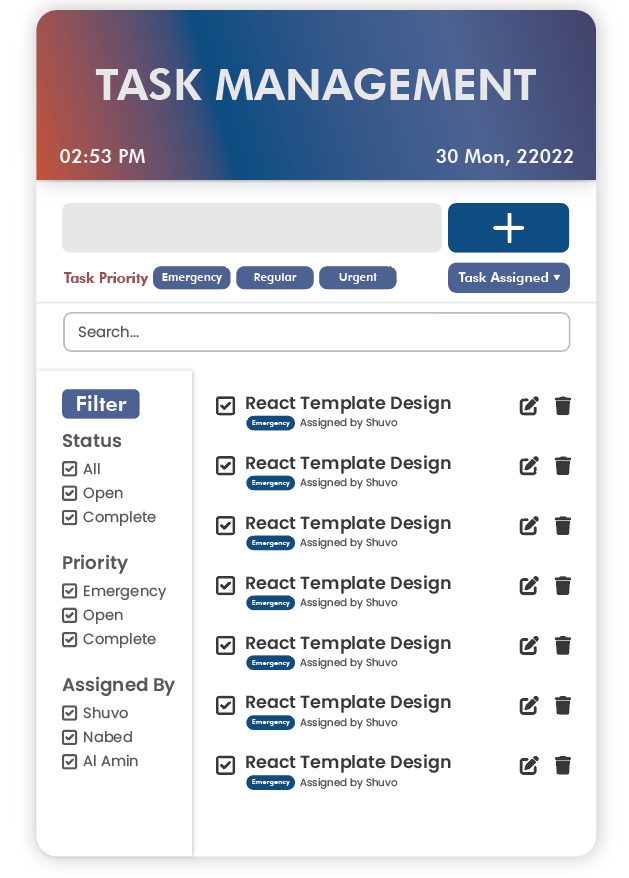 TASK MANAGEMENT
02:53 PM 30 Mon, 22022
Task Priority Emergency Regular Urgent Task Assigned
Search...
Filter
Status
All
Open
Complete
Priority
Emergency
Open
Complete
Assigned By
Shuvo
Nabed
Al Amin
React Template Design
Emergency Assigned by Shuvo
React Template Design
Emergency Assigned by Shuvo
React Template Design
Emergency Assigned by Shuvo
React Template Design
Emergency Assigned by Shuvo
React Template Design
Emergency Assigned by Shuvo
React Template Design
Emergency Assigned by Shuvo
React Template Design
Emergency Assigned by Shuvo